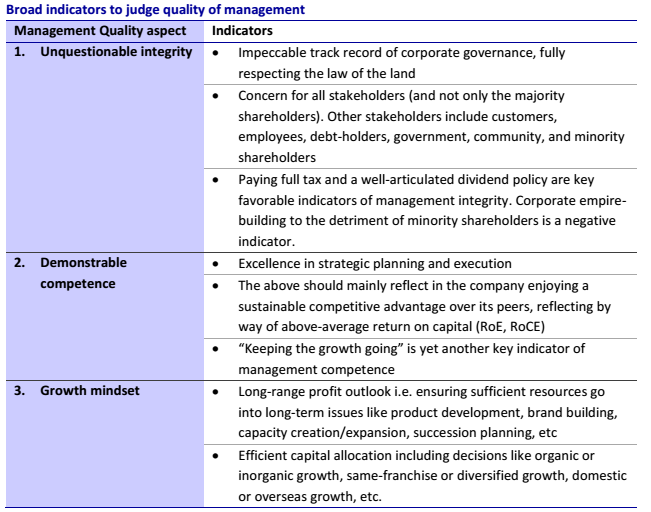 Broad indicators to judge quality of management
Management Quality aspect Indicators
1. Unquestionable integrity • Impeccable track record of corporate governance, fully
respecting the law of the land
• Concern for all stakeholders (and not only the majority
shareholders). Other stakeholders include customers,
employees, debt-holders, government, community, and minority
shareholders
• Paying full tax and a well-articulated dividend policy are key
favorable indicators of management integrity. Corporate empire-
building to the detriment of minority shareholders is a negative
indicator.
2. Demonstrable • Excellence in strategic planning and execution
competence • The above should mainly reflect in the company enjoying a
sustainable competitive advantage over its peers, reflecting by
way of above-average return on capital (RoE, RoCE)
• “Keeping the growth going” is yet another key indicator of
management competence
3. Growth mindset • Long-range profit outlook i.e. ensuring sufficient resources go
into long-term issues like product development, brand building,
capacity creation/expansion, succession planning, etc
• Efficient capital allocation including decisions like organic or
inorganic growth, same-franchise or diversified growth, domestic
or overseas growth, etc.